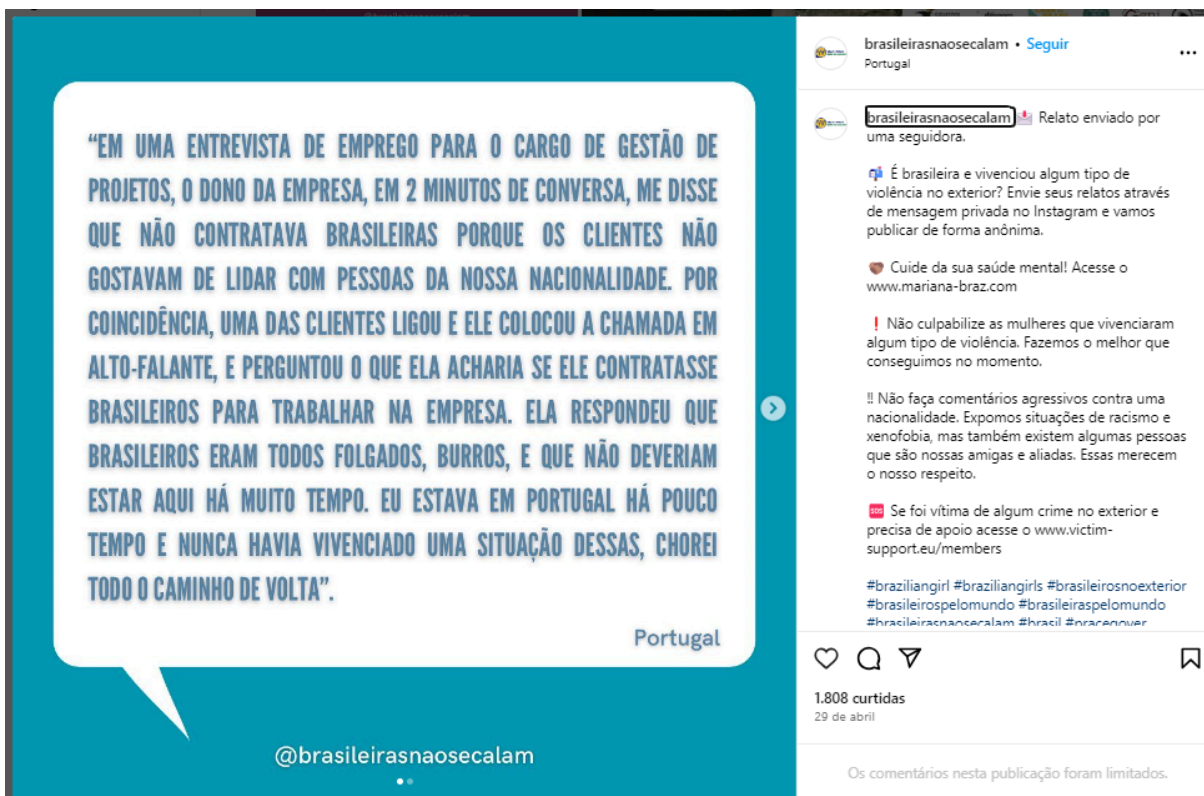 “EM UMA ENTREVISTA DE EMPREGO PARA O CARGO DE GESTÃO DE
PROJETOS, O DONO DA EMPRESA, EM 2 MINUTOS DE CONVERSA, ME DISSE
QUE NÃO CONTRATAVA BRASILEIRAS PORQUE OS CLIENTES NÃO
GOSTAVAM DE LIDAR COM PESSOAS DA NOSSA NACIONALIDADE. POR
COINCIDÊNCIA, UMA DAS CLIENTES LIGOU E ELE COLOCOU A CHAMADA EM
ALTO-FALANTE, E PERGUNTOU O QUE ELA ACHARIA SE ELE CONTRATASSE
BRASILEIROS PARA TRABALHAR NA EMPRESA. ELA RESPONDEU QUE
BRASILEIROS ERAM TODOS FOLGADOS, BURROS, E QUE NÃO DEVERIAM
ESTAR AQUI HÁ MUITO TEMPO. EU ESTAVA EM PORTUGAL HÁ POUCO
TEMPO E NUNCA HAVIA VIVENCIADO UMA SITUAÇÃO DESSAS, CHOREI
TODO O CAMINHO DE VOLTA”.
Portugal
@brasileirasnaosecalam
brasileirasnaosecalam • Seguir
Portugal
brasileirasnaosecalam 📩 Relato enviado por
uma seguidora.
📬 É brasileira e vivenciou algum tipo de
violência no exterior? Envie seus relatos através
de mensagem privada no Instagram e vamos
publicar de forma anônima.
🤝🏽 Cuide da sua saúde mental! Acesse o
www.mariana-braz.com
❗ Não culpabilize as mulheres que vivenciaram
algum tipo de violência. Fazemos o melhor que
conseguimos no momento.
‼ Não faça comentários agressivos contra uma
nacionalidade. Expomos situações de racismo e
xenofobia, mas também existem algumas pessoas
que são nossas amigas e aliadas. Essas merecem
o nosso respeito.
🆘 Se foi vítima de algum crime no exterior e
precisa de apoio acesse o www.victim-
support.eu/members
#braziliangirl #braziliangirls #brasileirosnoexterior
#brasileirospelomundo #brasileiraspelomundo
#brasileirasnaosecalam #brasil #pracegover
1.808 curtidas
29 de abril
Os comentários nesta publicação foram limitados.